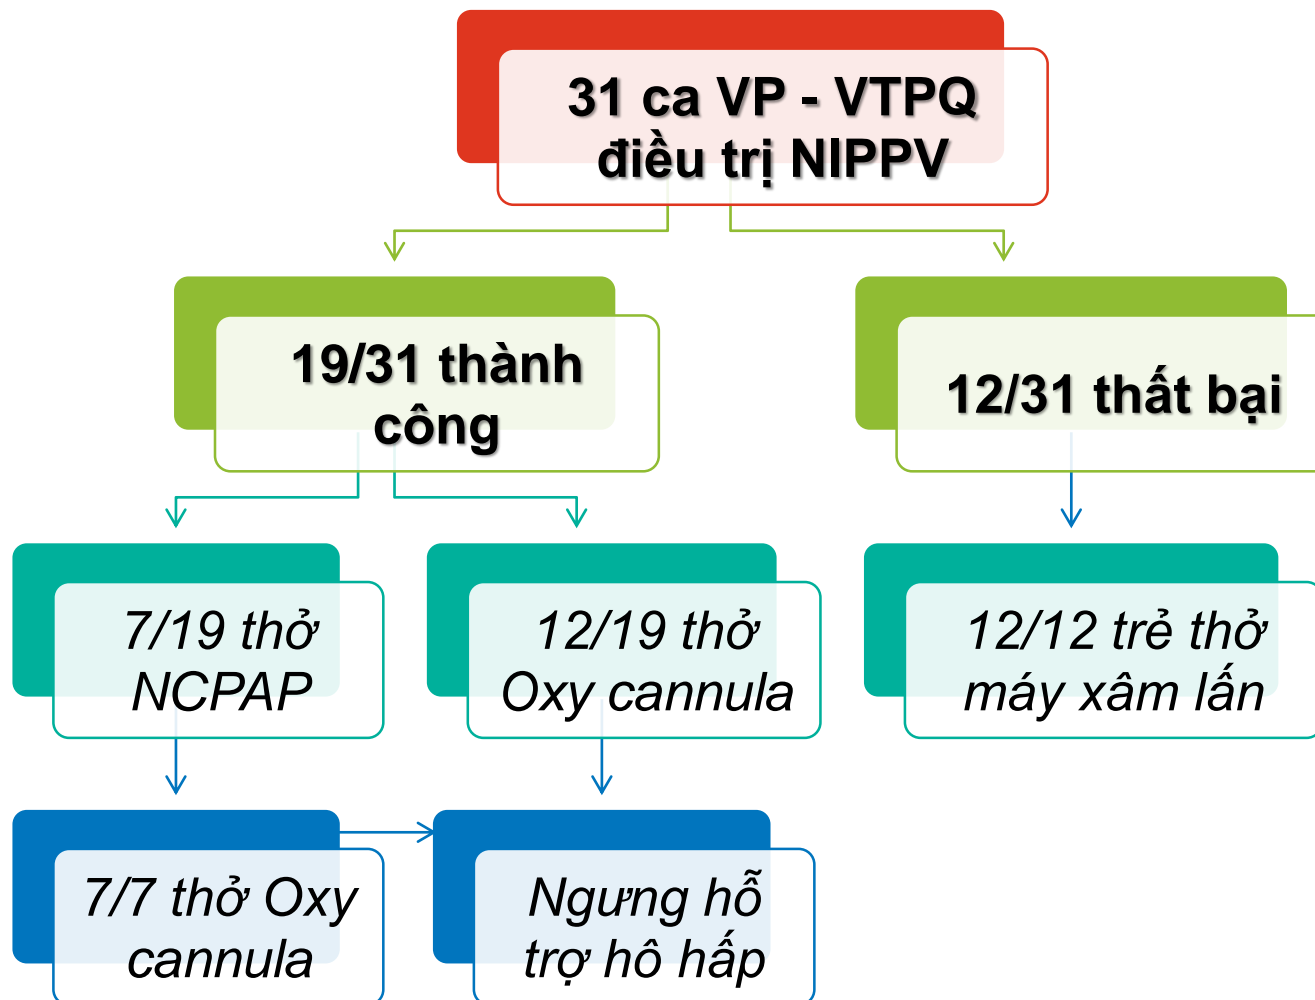 31 ca VP - VTPQ
điều trị NIPPV
19/31 thành
công
12/31 thất bại
7/19 thở
NCPAP
12/19 thở
Oxy cannula
12/12 trẻ thở
máy xâm lấn
7/7 thở Oxy
cannula
Ngưng hỗ
trợ hô hấp